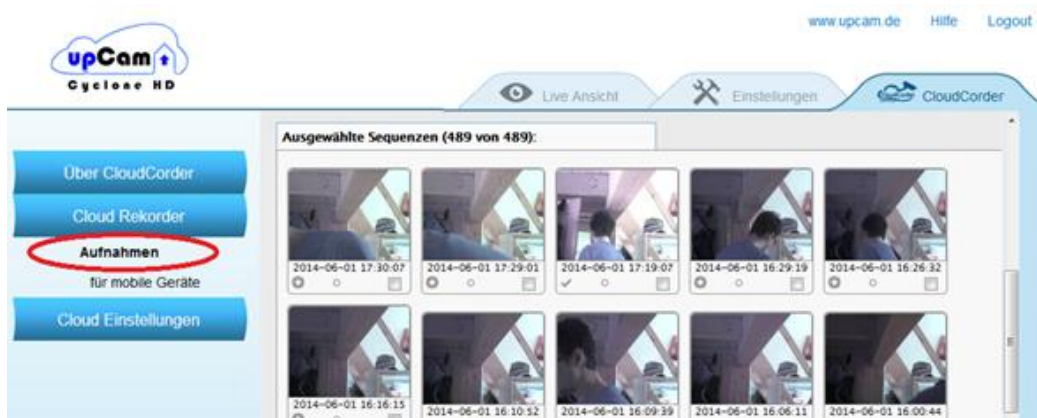 www.upcam.de Hilfe Logout
upCam
Cyclone HD
Live Ansicht Einstellungen CloudCorder
Ausgewählte Sequenzen (489 von 489):
Über CloudCorder
Cloud Rekorder
Aufnahmen
für mobile Geräte
Cloud Einstellungen
2014-06-01 17:30:07 2014-06-01 17:29:01 2014-06-01 17:19:07 2014-06-01 16:29:19 2014-06-01 16:26:32
2014-06-01 16:16:15 2014-06-01 16:10:52 2014-06-01 16:09:39 2014-06-01 16:06:11 2014-06-01 16:00:44